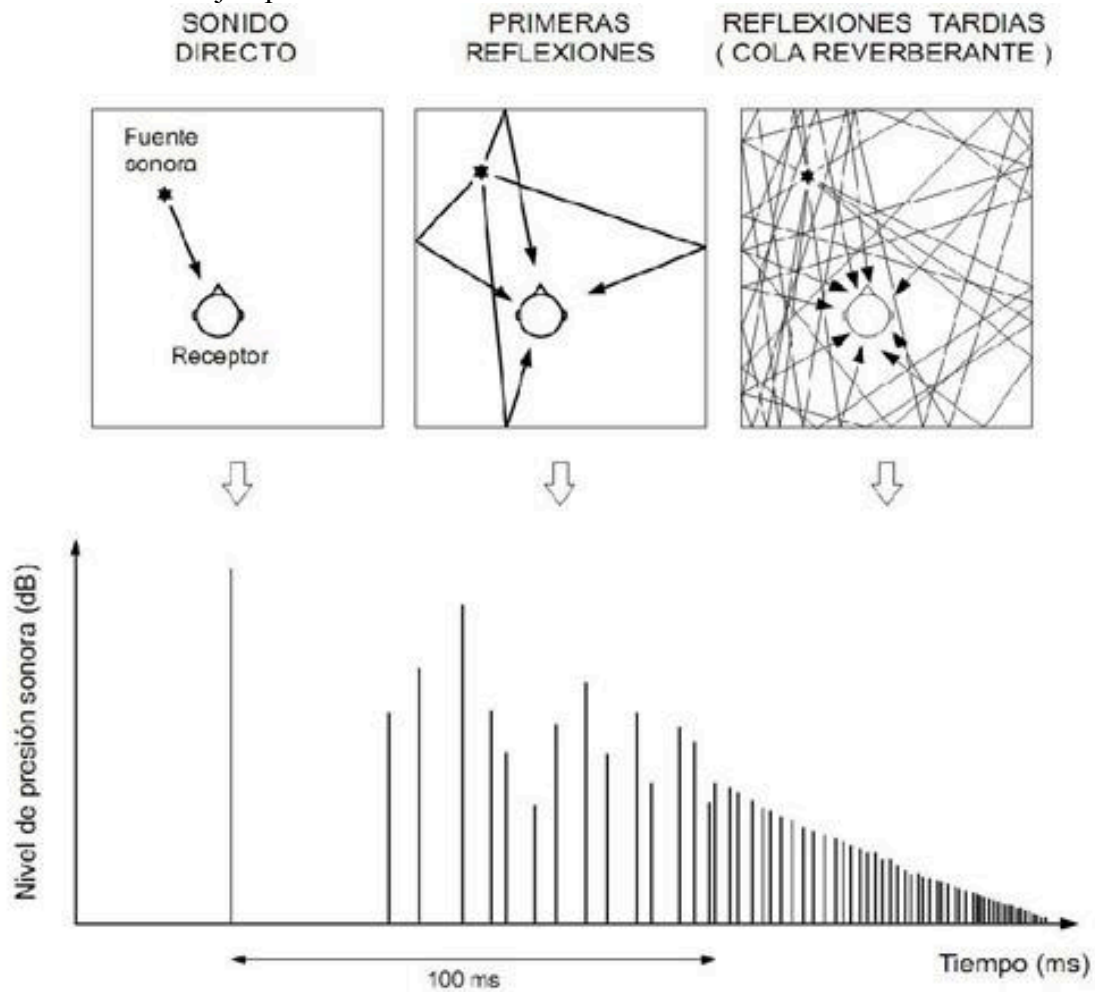 SONIDO
DIRECTO
PRIMERAS
REFLEXIONES
REFLEXIONES TARDIAS
( COLA REVERBERANTE )
Fuente
sonora
Receptor
Nivel de presión sonora (dB)
100 ms
Tiempo (ms)